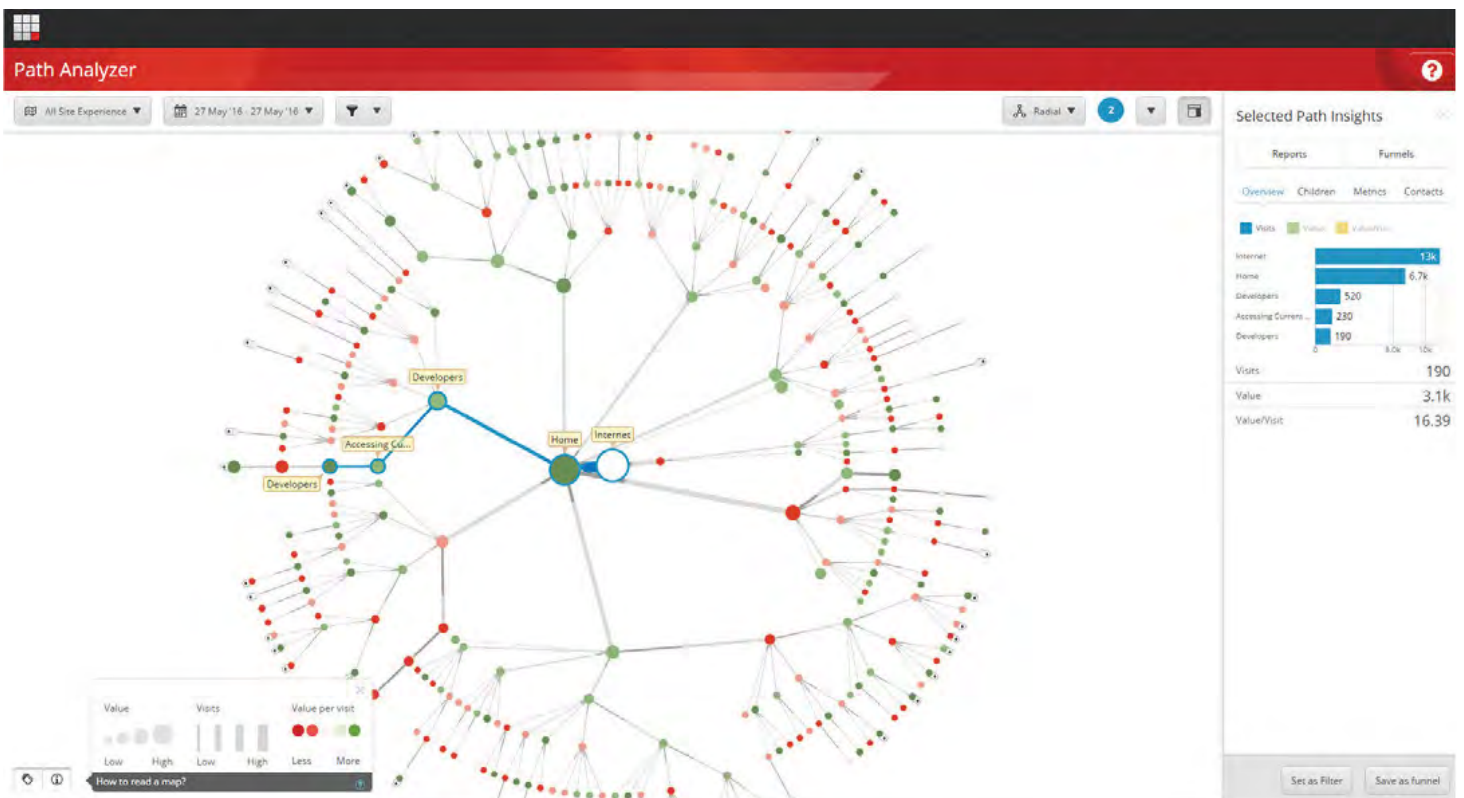 Path Analyzer
?
All Site Experience
27 May '16 - 27 May '16
Radial
2
Selected Path Insights
Reports Funnels
Overview Children Metrics Contacts
Visits Value Value/Visi...
Internet 13k
Home 6.7k
Developers 520
Accessing Current ... 230
Developers 190
0 8.0k 10k
Visits 190
Value 3.1k
Value/Visit 16.39
Developers
Home
Internet
Accessing Cu...
Developers
Value Visits Value per visit
Low High Low High Less More
How to read a map?
Set as Filter Save as funnel